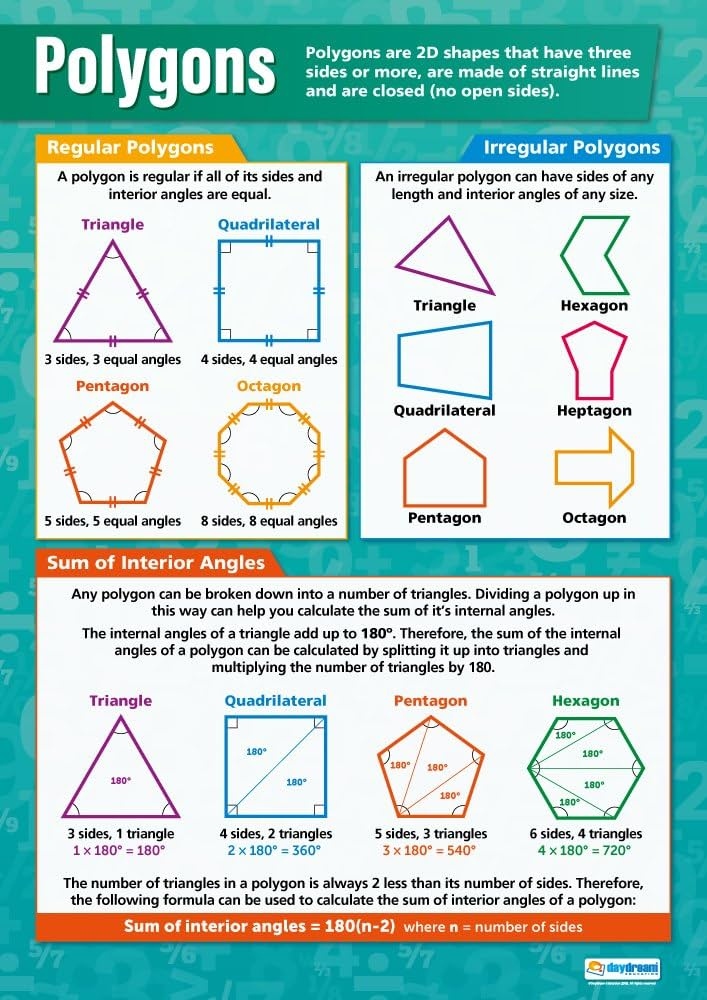 Polygons
Polygons are 2D shapes that have three
sides or more, are made of straight lines
and are closed (no open sides).
Regular Polygons
A polygon is regular if all of its sides and
interior angles are equal.
Triangle
Quadrilateral
3 sides, 3 equal angles
4 sides, 4 equal angles
Pentagon
Octagon
5 sides, 5 equal angles
8 sides, 8 equal angles
Irregular Polygons
An irregular polygon can have sides of any
length and interior angles of any size.
Triangle
Hexagon
Quadrilateral
Heptagon
Pentagon
Octagon
Sum of Interior Angles
Any polygon can be broken down into a number of triangles. Dividing a polygon up in
this way can help you calculate the sum of it's internal angles.
The internal angles of a triangle add up to 180º. Therefore, the sum of the internal
angles of a polygon can be calculated by splitting it up into triangles and
multiplying the number of triangles by 180.
Triangle
180°
3 sides, 1 triangle
1 × 180° = 180°
Quadrilateral
180°
180°
4 sides, 2 triangles
2 × 180° = 360°
Pentagon
180°
180°
180°
5 sides, 3 triangles
3 × 180° = 540°
Hexagon
180°
180°
180°
180°
6 sides, 4 triangles
4 × 180° = 720°
The number of triangles in a polygon is always 2 less than its number of sides. Therefore,
the following formula can be used to calculate the sum of interior angles of a polygon:
Sum of interior angles = 180(n-2) where n = number of sides
daydream
EDUCATION